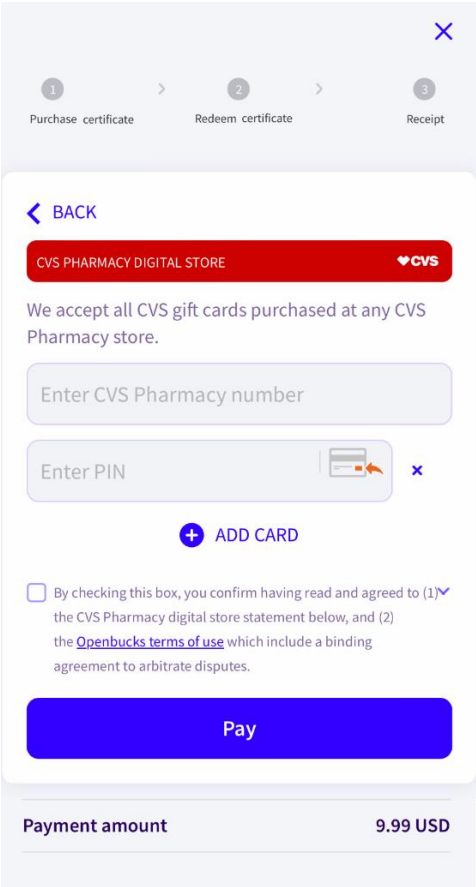 1
2
3
Purchase certificate
Redeem certificate
Receipt
BACK
CVS PHARMACY DIGITAL STORE
CVS
We accept all CVS gift cards purchased at any CVS
Pharmacy store.
Enter CVS Pharmacy number
Enter PIN
ADD CARD
By checking this box, you confirm having read and agreed to (1)
the CVS Pharmacy digital store statement below, and (2)
the Openbucks terms of use which include a binding
agreement to arbitrate disputes.
Pay
Payment amount 9.99 USD